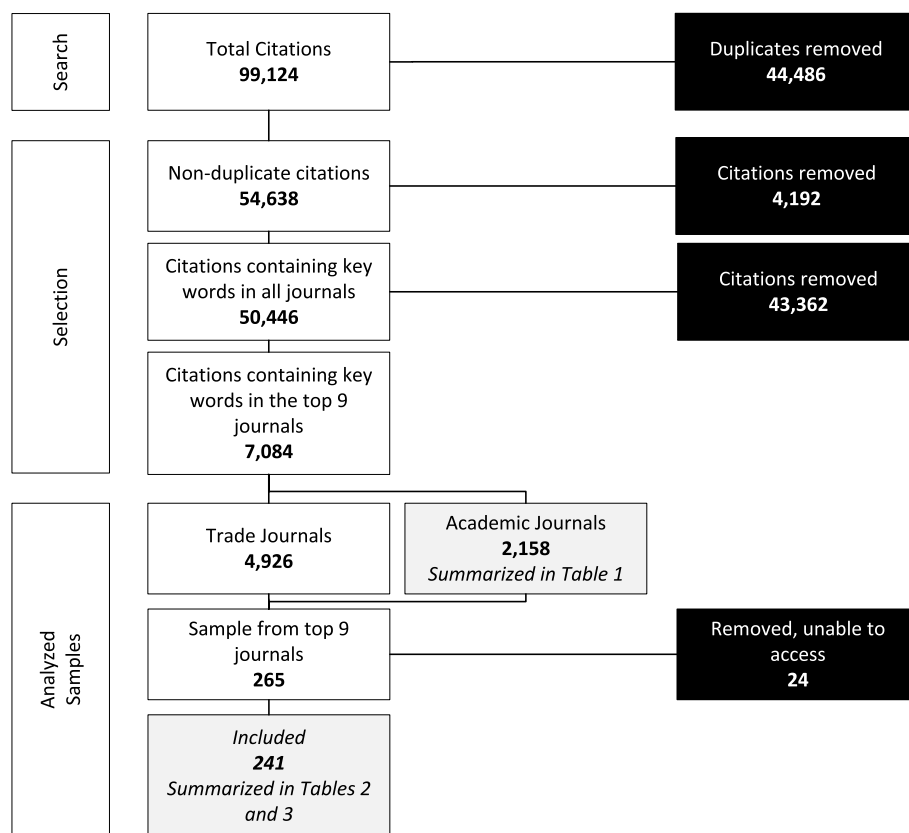 Search
Total Citations
99,124
Duplicates removed
44,486
Selection
Non-duplicate citations
54,638
Citations removed
4,192
Citations containing key
words in all journals
50,446
Citations removed
43,362
Citations containing key
words in the top 9
journals
7,084
Analyzed
Samples
Trade Journals
4,926
Academic Journals
2,158
Summarized in Table 1
Sample from top 9
journals
265
Removed, unable to
access
24
Included
241
Summarized in Tables 2
and 3